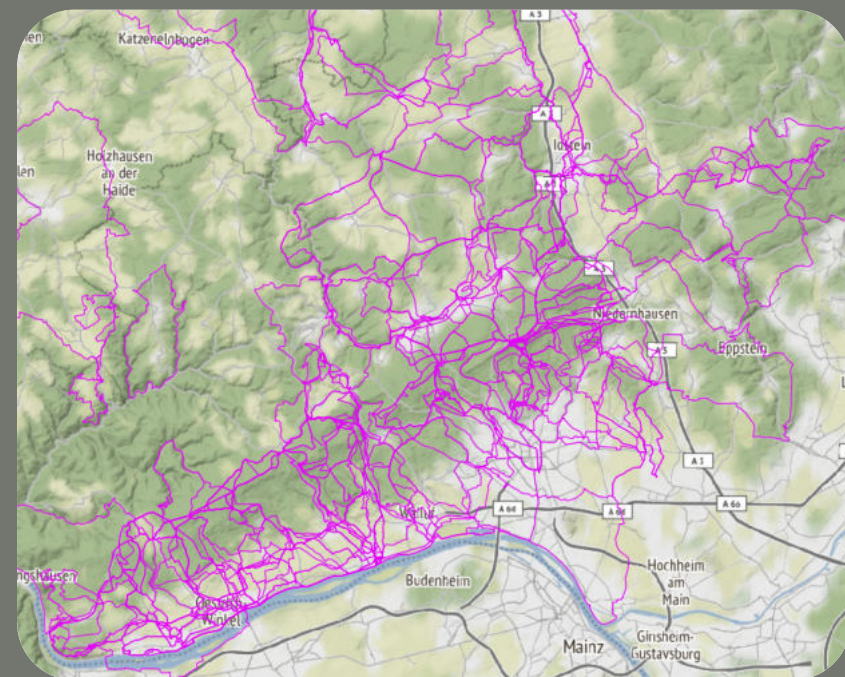 A 3
Katzenelnbogen
Idstein
Holzhausen
an der
Haide
Niedernhausen
A 3
Eppstein
A 3
A 66
Walluf
A 66
A 66
Hochheim
am
Main
Budenheim
Oestrich-
Winkel
Mainz
Ginsheim-
Gustavsburg